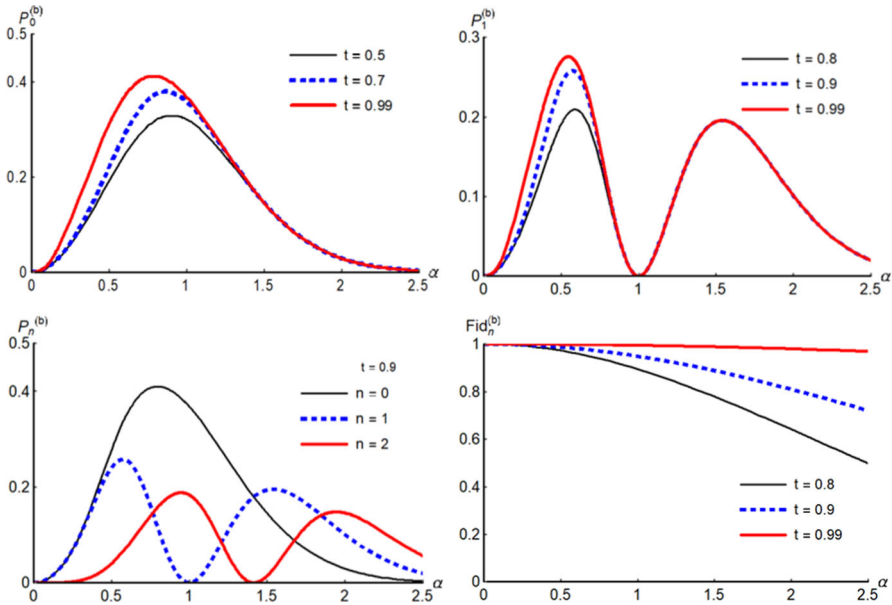 P₀⁽ᵇ⁾
0.5
0.4
0.2
0
0 0.5 1 1.5 2 2.5 α
t = 0.5
t = 0.7
t = 0.99
P₁⁽ᵇ⁾
0.3
0.2
0.1
0
0 0.5 1 1.5 2 2.5 α
t = 0.8
t = 0.9
t = 0.99
Pₙ⁽ᵇ⁾
0.5
0.4
0.2
0
0 0.5 1 1.5 2 2.5 α
t = 0.9
n = 0
n = 1
n = 2
Fidₙ⁽ᵇ⁾
1
0.8
0.6
0.4
0.2
0
0 0.5 1 1.5 2 2.5 α
t = 0.8
t = 0.9
t = 0.99